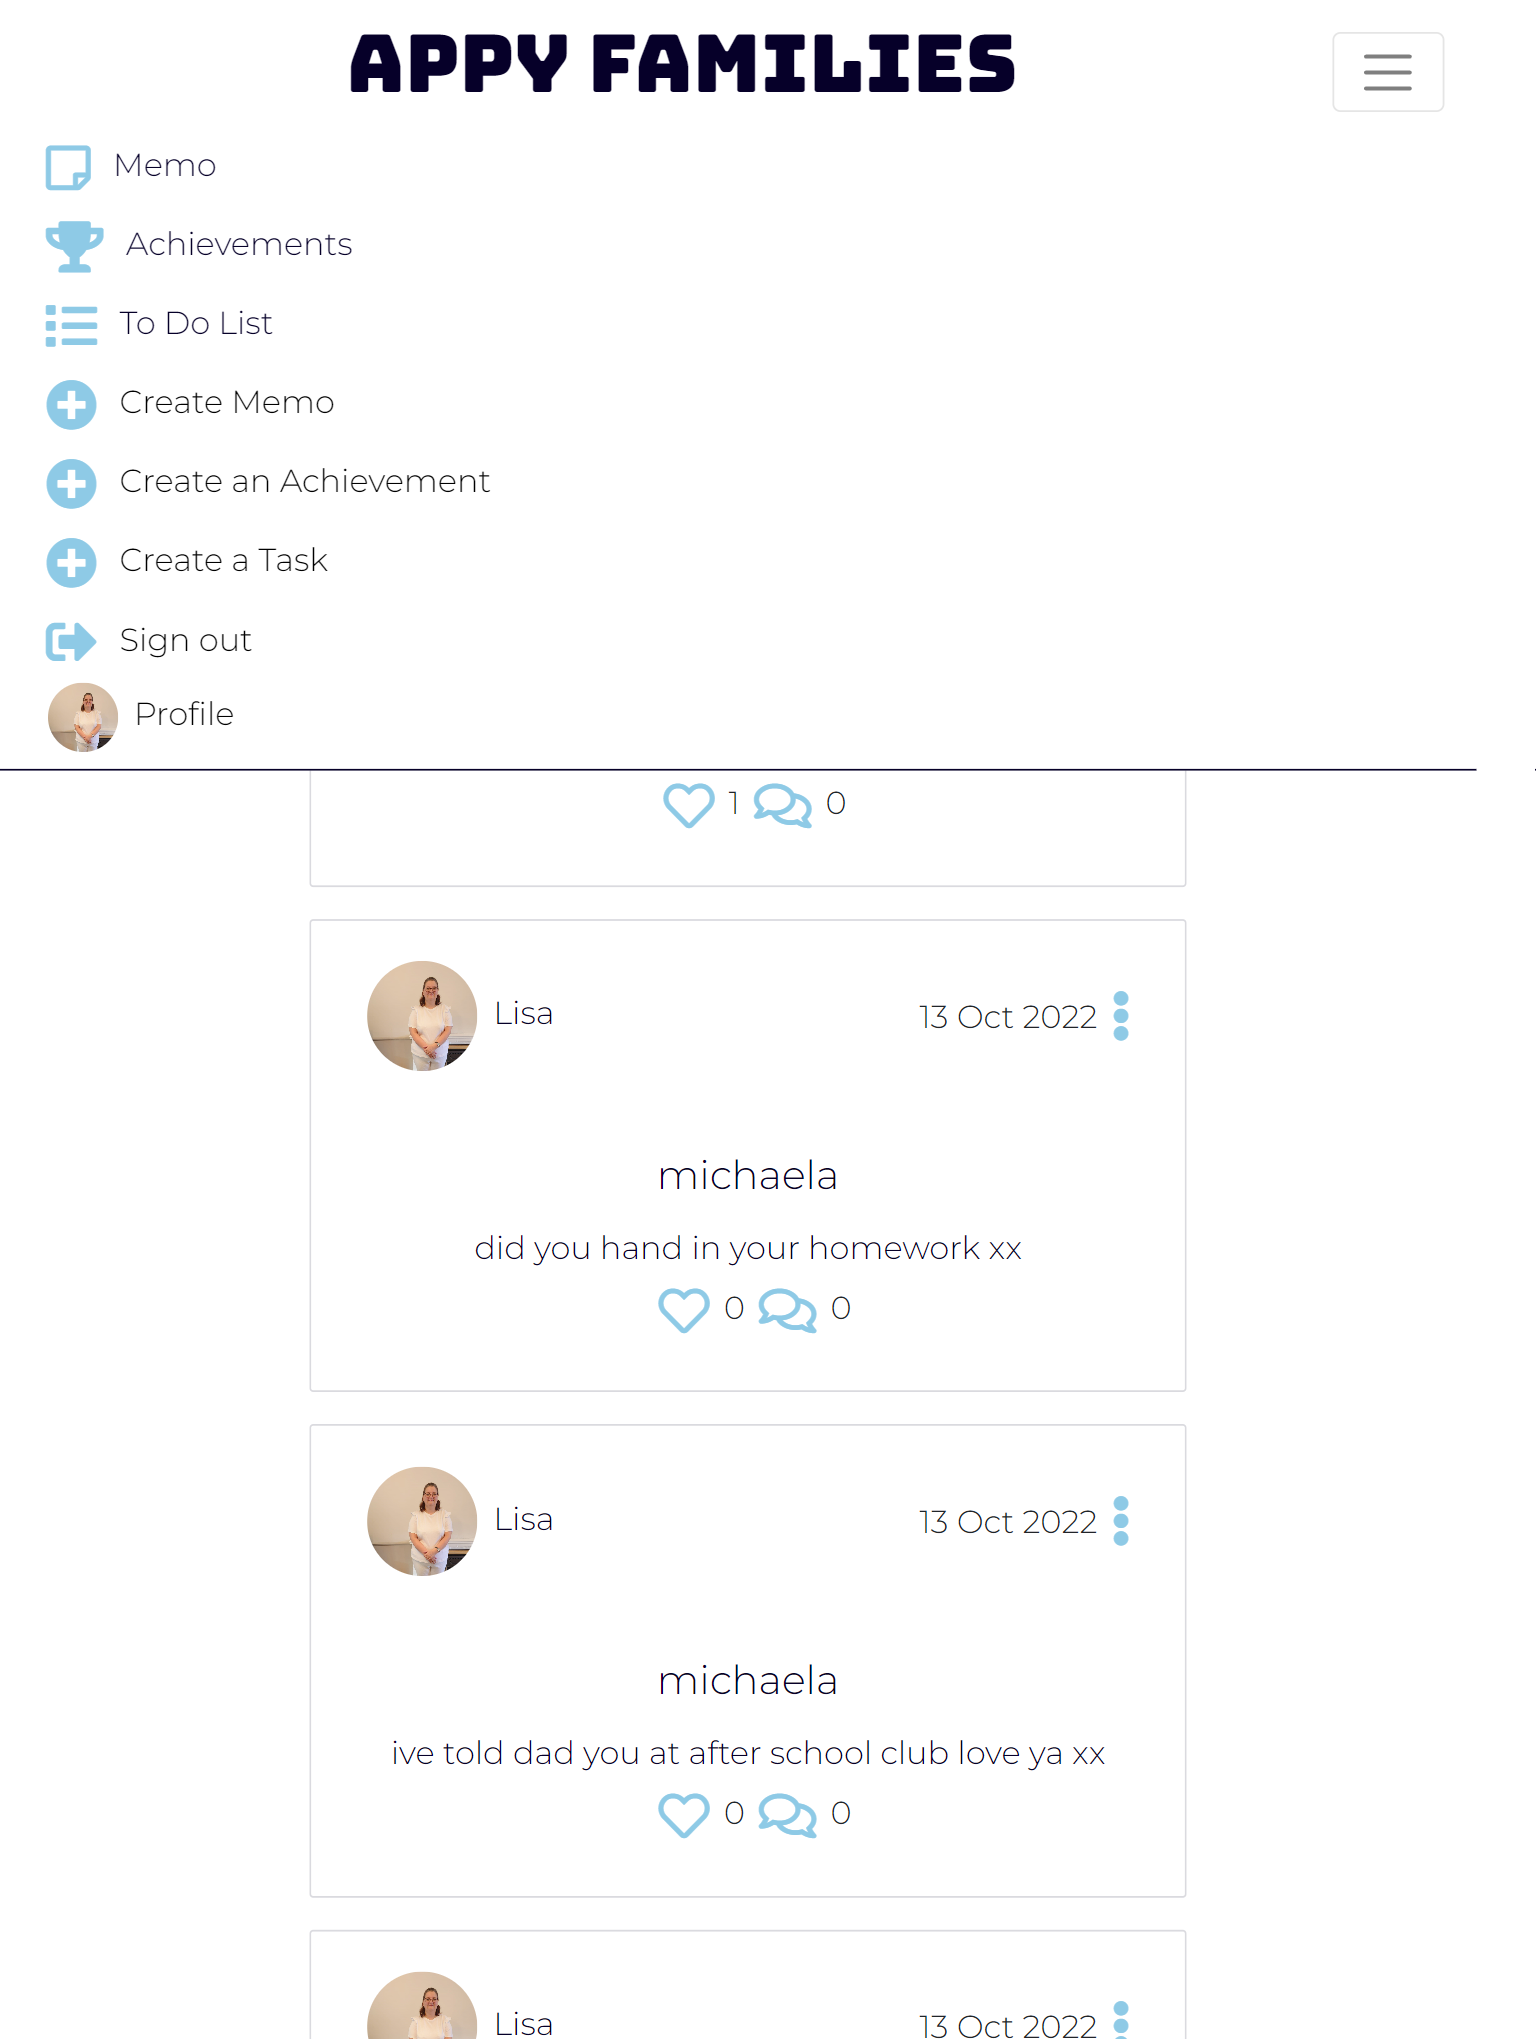 APPY FAMILIES
Memo
Achievements
To Do List
Create Memo
Create an Achievement
Create a Task
Sign out
Profile
1 0
Lisa 13 Oct 2022
michaela
did you hand in your homework xx
0 0
Lisa 13 Oct 2022
michaela
ive told dad you at after school club love ya xx
0 0
Lisa 13 Oct 2022